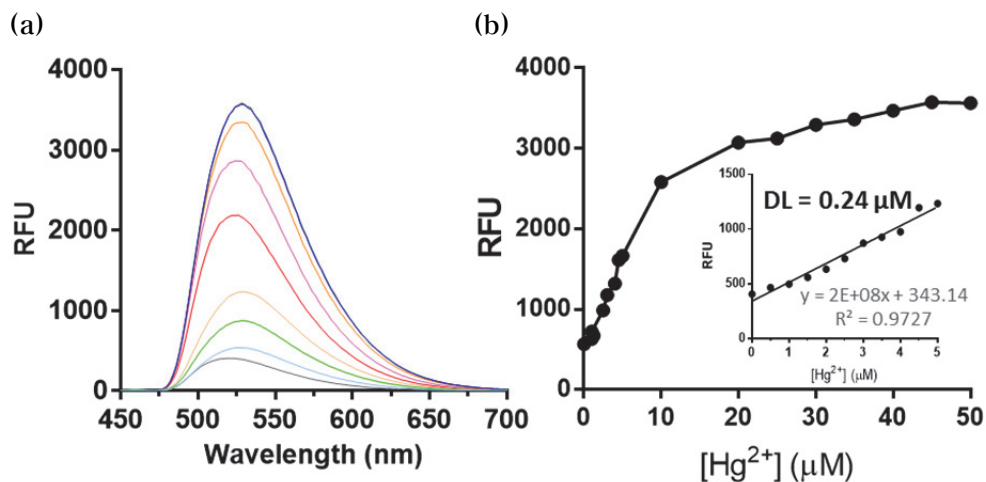 (a)
4000
3000
2000
1000
0
RFU
450 500 550 600 650 700
Wavelength (nm)
(b)
4000
3000
2000
1000
0
RFU
0 10 20 30 40 50
[Hg²⁺] (μM)
1500
1000
500
0
RFU
DL = 0.24 μM
y = 2E+08x + 343.14
R² = 0.9727
0 1 2 3 4 5
[Hg²⁺] (μM)